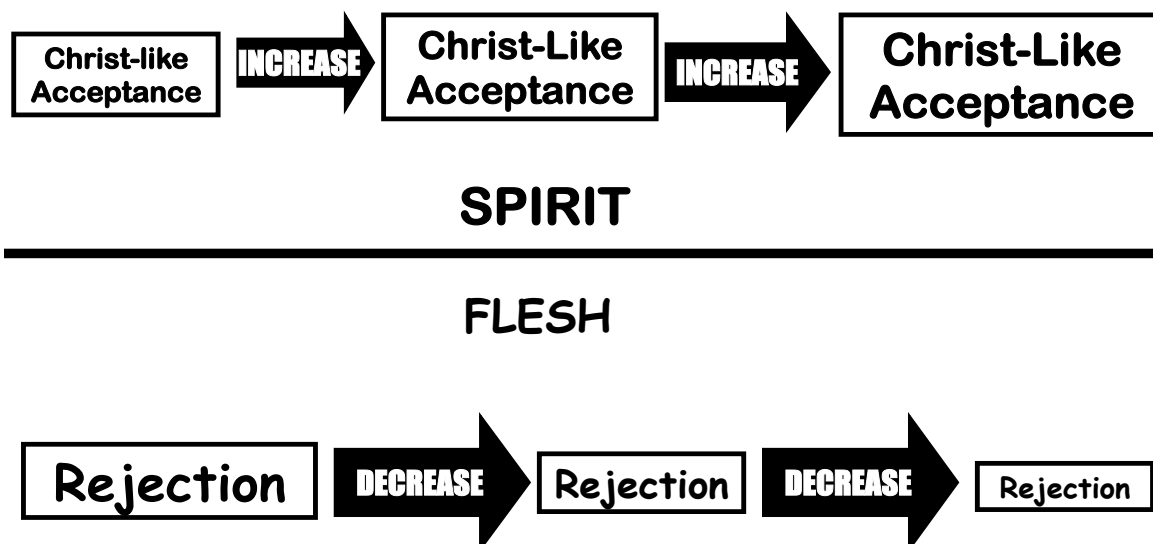 Christ-like
Acceptance
INCREASE
Christ-Like
Acceptance
INCREASE
Christ-Like
Acceptance
SPIRIT
FLESH
Rejection
DECREASE
Rejection
DECREASE
Rejection